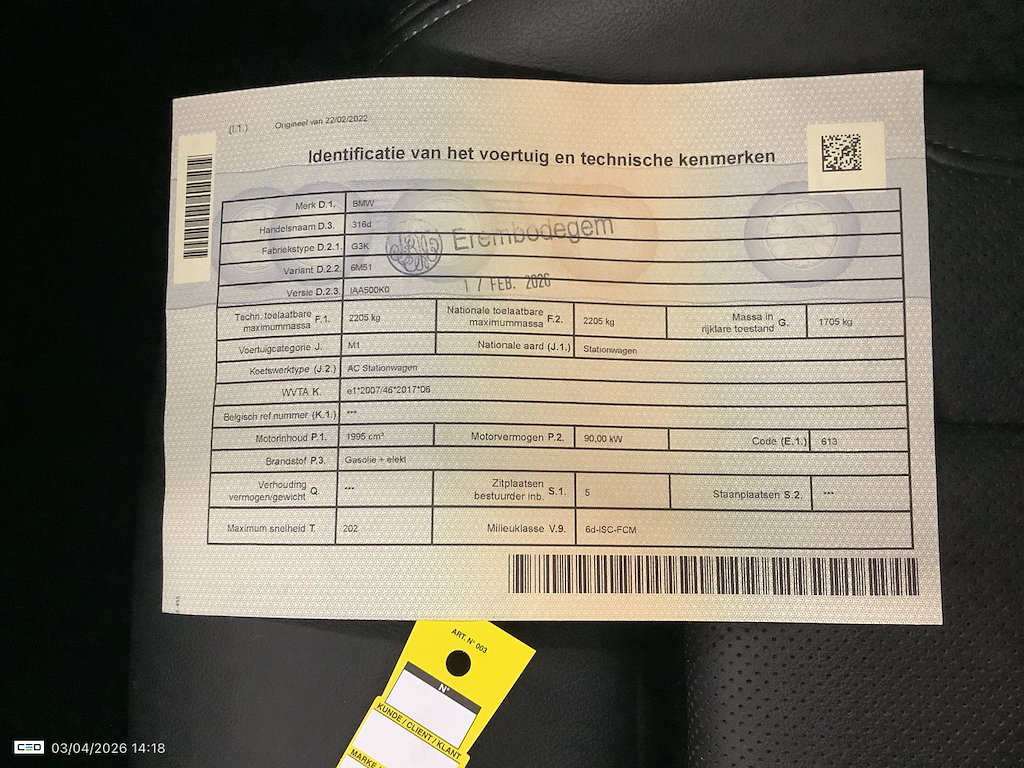 (I.1.) Origineel van 22/02/2022
Identificatie van het voertuig en technische kenmerken
Merk D.1. BMW
Handelsnaam D.3. 316d
Fabriekstype D.2.1. G3K
Variant D.2.2. 6M51
Versie D.2.3. IAA500K0
Erembodegem
17 FEB. 2026
Techn. toelaatbare maximummassa F.1. 2205 kg Nationale toelaatbare maximummassa F.2. 2205 kg Massa in rijklare toestand G. 1705 kg
Voertuigcategorie J. M1 Nationale aard (J.1.) Stationwagen
Koetswerktype (J.2.) AC Stationwagen
WVTA K. e1*2007/46*2017*06
Belgisch ref.nummer (K.1.) ***
Motorinhoud P.1. 1995 cm³ Motorvermogen P.2. 90,00 kW Code (E.1.) 613
Brandstof P.3. Gasolie + elekt
Verhouding vermogen/gewicht Q. *** Zitplaatsen bestuurder inb. S.1. 5 Staanplaatsen S.2. ***
Maximum snelheid T. 202 Milieuklasse V.9. 6d-ISC-FCM
ART. N° 003
N°
KUNDE / CLIENT / KLANT
MARKE
CEO 03/04/2026 14:18